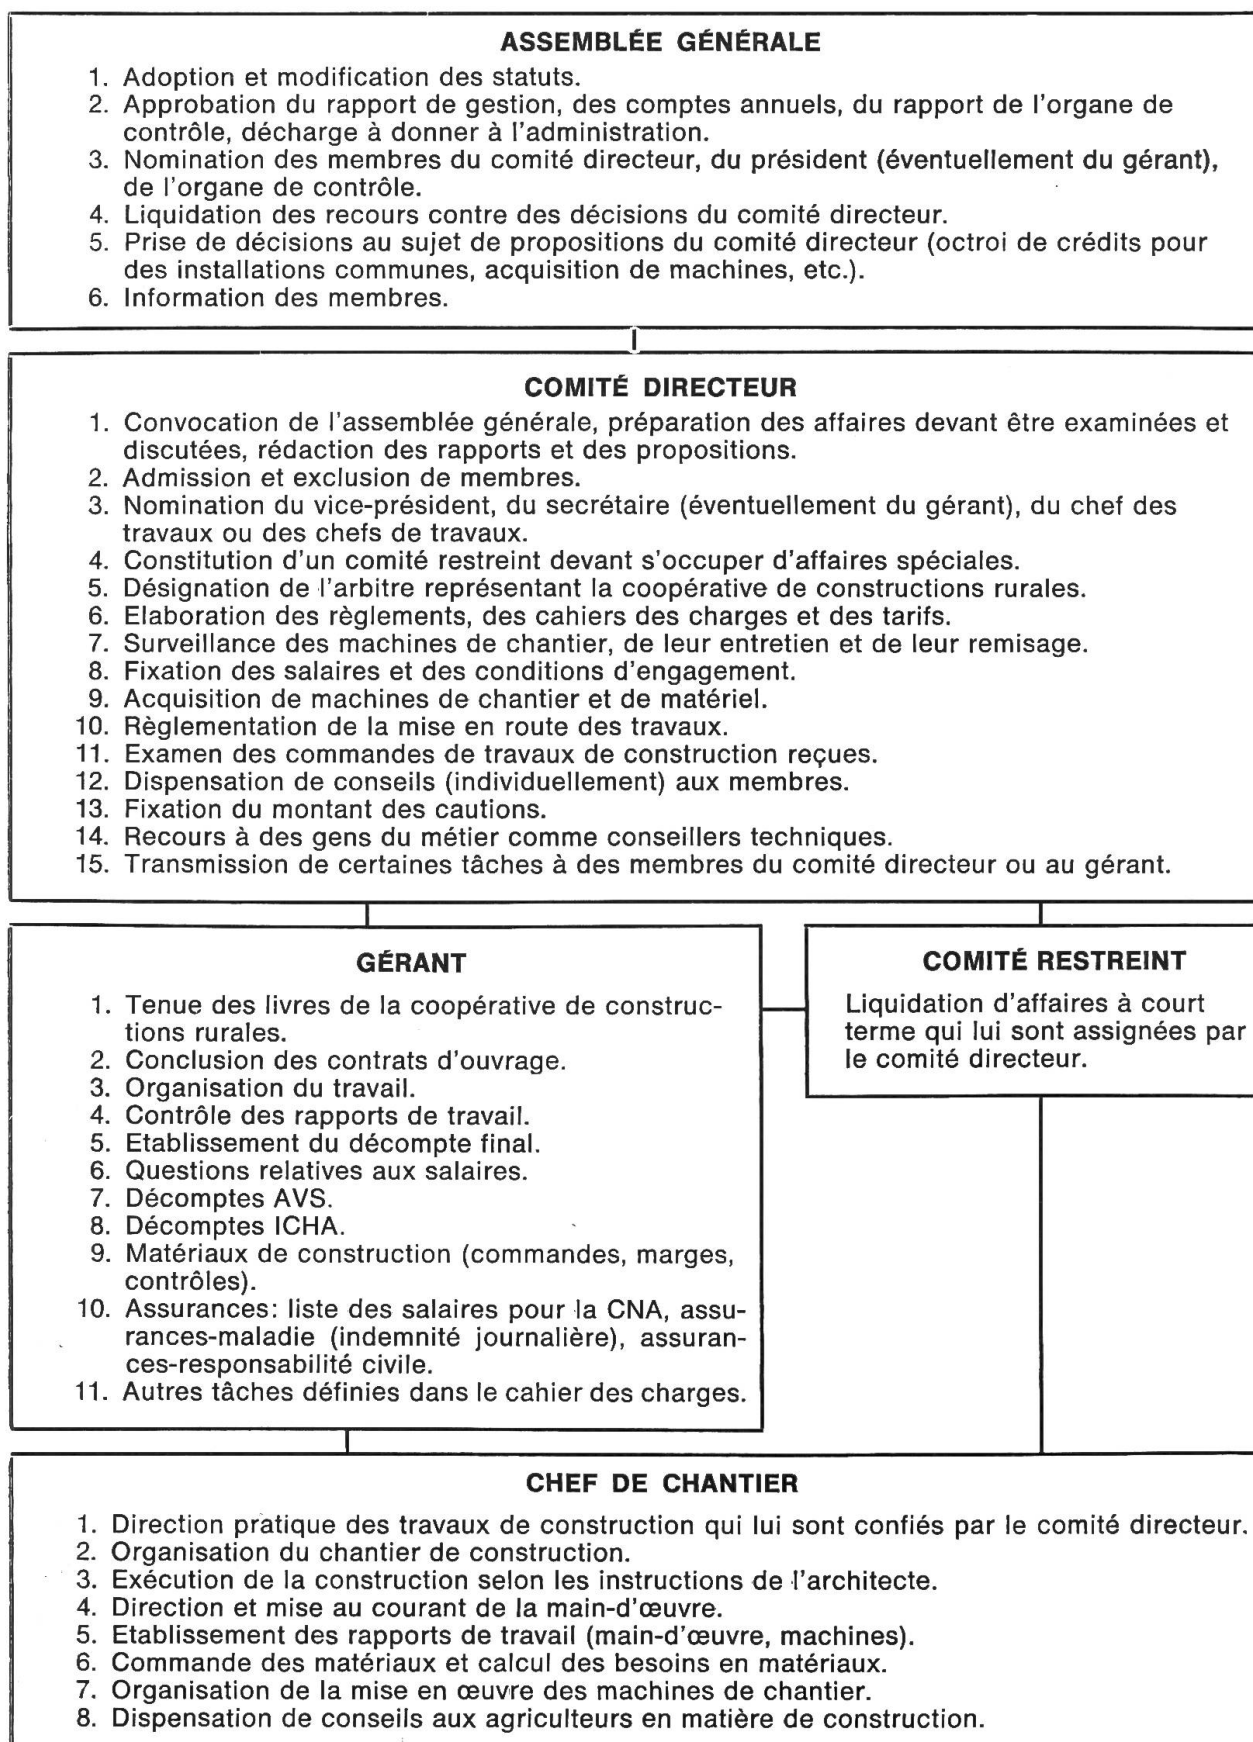 ASSEMBLÉE GÉNÉRALE
1. Adoption et modification des statuts.
2. Approbation du rapport de gestion, des comptes annuels, du rapport de l'organe de
contrôle, décharge à donner à l'administration.
3. Nomination des membres du comité directeur, du président (éventuellement du gérant),
de l'organe de contrôle.
4. Liquidation des recours contre des décisions du comité directeur.
5. Prise de décisions au sujet de propositions du comité directeur (octroi de crédits pour
des installations communes, acquisition de machines, etc.).
6. Information des membres.
COMITÉ DIRECTEUR
1. Convocation de l'assemblée générale, préparation des affaires devant être examinées et
discutées, rédaction des rapports et des propositions.
2. Admission et exclusion de membres.
3. Nomination du vice-président, du secrétaire (éventuellement du gérant), du chef des
travaux ou des chefs de travaux.
4. Constitution d'un comité restreint devant s'occuper d'affaires spéciales.
5. Désignation de l'arbitre représentant la coopérative de constructions rurales.
6. Elaboration des règlements, des cahiers des charges et des tarifs.
7. Surveillance des machines de chantier, de leur entretien et de leur remisage.
8. Fixation des salaires et des conditions d'engagement.
9. Acquisition de machines de chantier et de matériel.
10. Règlementation de la mise en route des travaux.
11. Examen des commandes de travaux de construction reçues.
12. Dispensation de conseils (individuellement) aux membres.
13. Fixation du montant des cautions.
14. Recours à des gens du métier comme conseillers techniques.
15. Transmission de certaines tâches à des membres du comité directeur ou au gérant.
GÉRANT
1. Tenue des livres de la coopérative de construc-
tions rurales.
2. Conclusion des contrats d'ouvrage.
3. Organisation du travail.
4. Contrôle des rapports de travail.
5. Etablissement du décompte final.
6. Questions relatives aux salaires.
7. Décomptes AVS.
8. Décomptes ICHA.
9. Matériaux de construction (commandes, marges,
contrôles).
10. Assurances: liste des salaires pour la CNA, assu-
rances-maladie (indemnité journalière), assuran-
ces-responsabilité civile.
11. Autres tâches définies dans le cahier des charges.
COMITÉ RESTREINT
Liquidation d'affaires à court
terme qui lui sont assignées par
le comité directeur.
CHEF DE CHANTIER
1. Direction pratique des travaux de construction qui lui sont confiés par le comité directeur.
2. Organisation du chantier de construction.
3. Exécution de la construction selon les instructions de l'architecte.
4. Direction et mise au courant de la main-d'œuvre.
5. Etablissement des rapports de travail (main-d'œuvre, machines).
6. Commande des matériaux et calcul des besoins en matériaux.
7. Organisation de la mise en œuvre des machines de chantier.
8. Dispensation de conseils aux agriculteurs en matière de construction.